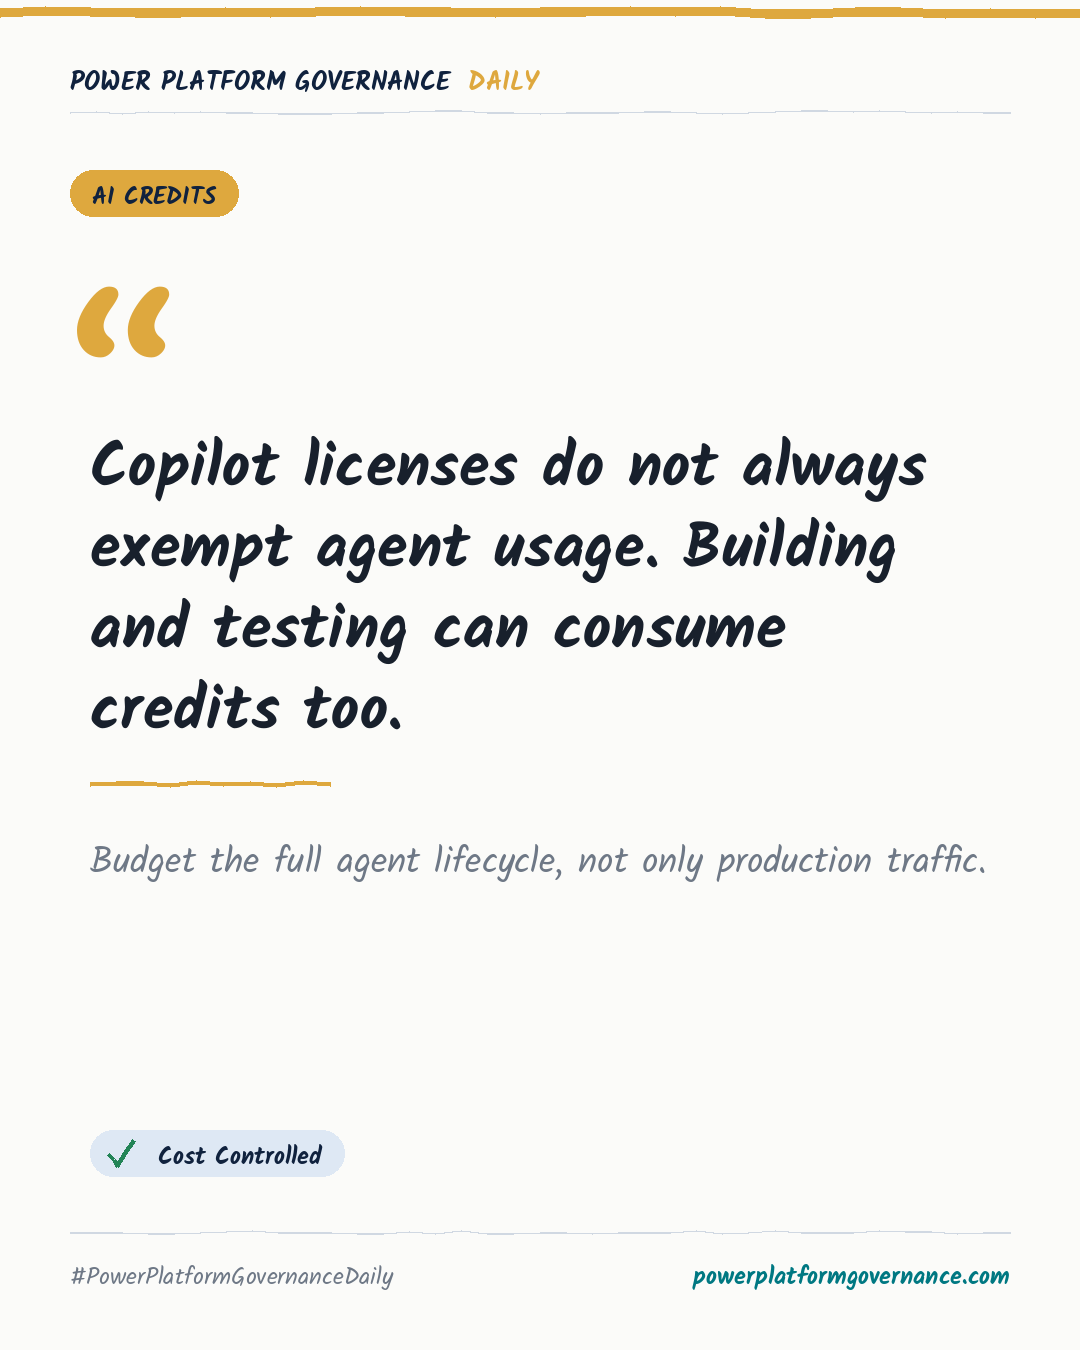 POWER PLATFORM GOVERNANCE DAILY
AI CREDITS
“
Copilot licenses do not always
exempt agent usage. Building
and testing can consume
credits too.
Budget the full agent lifecycle, not only production traffic.
✓ Cost Controlled
#PowerPlatformGovernanceDaily
powerplatformgovernance.com